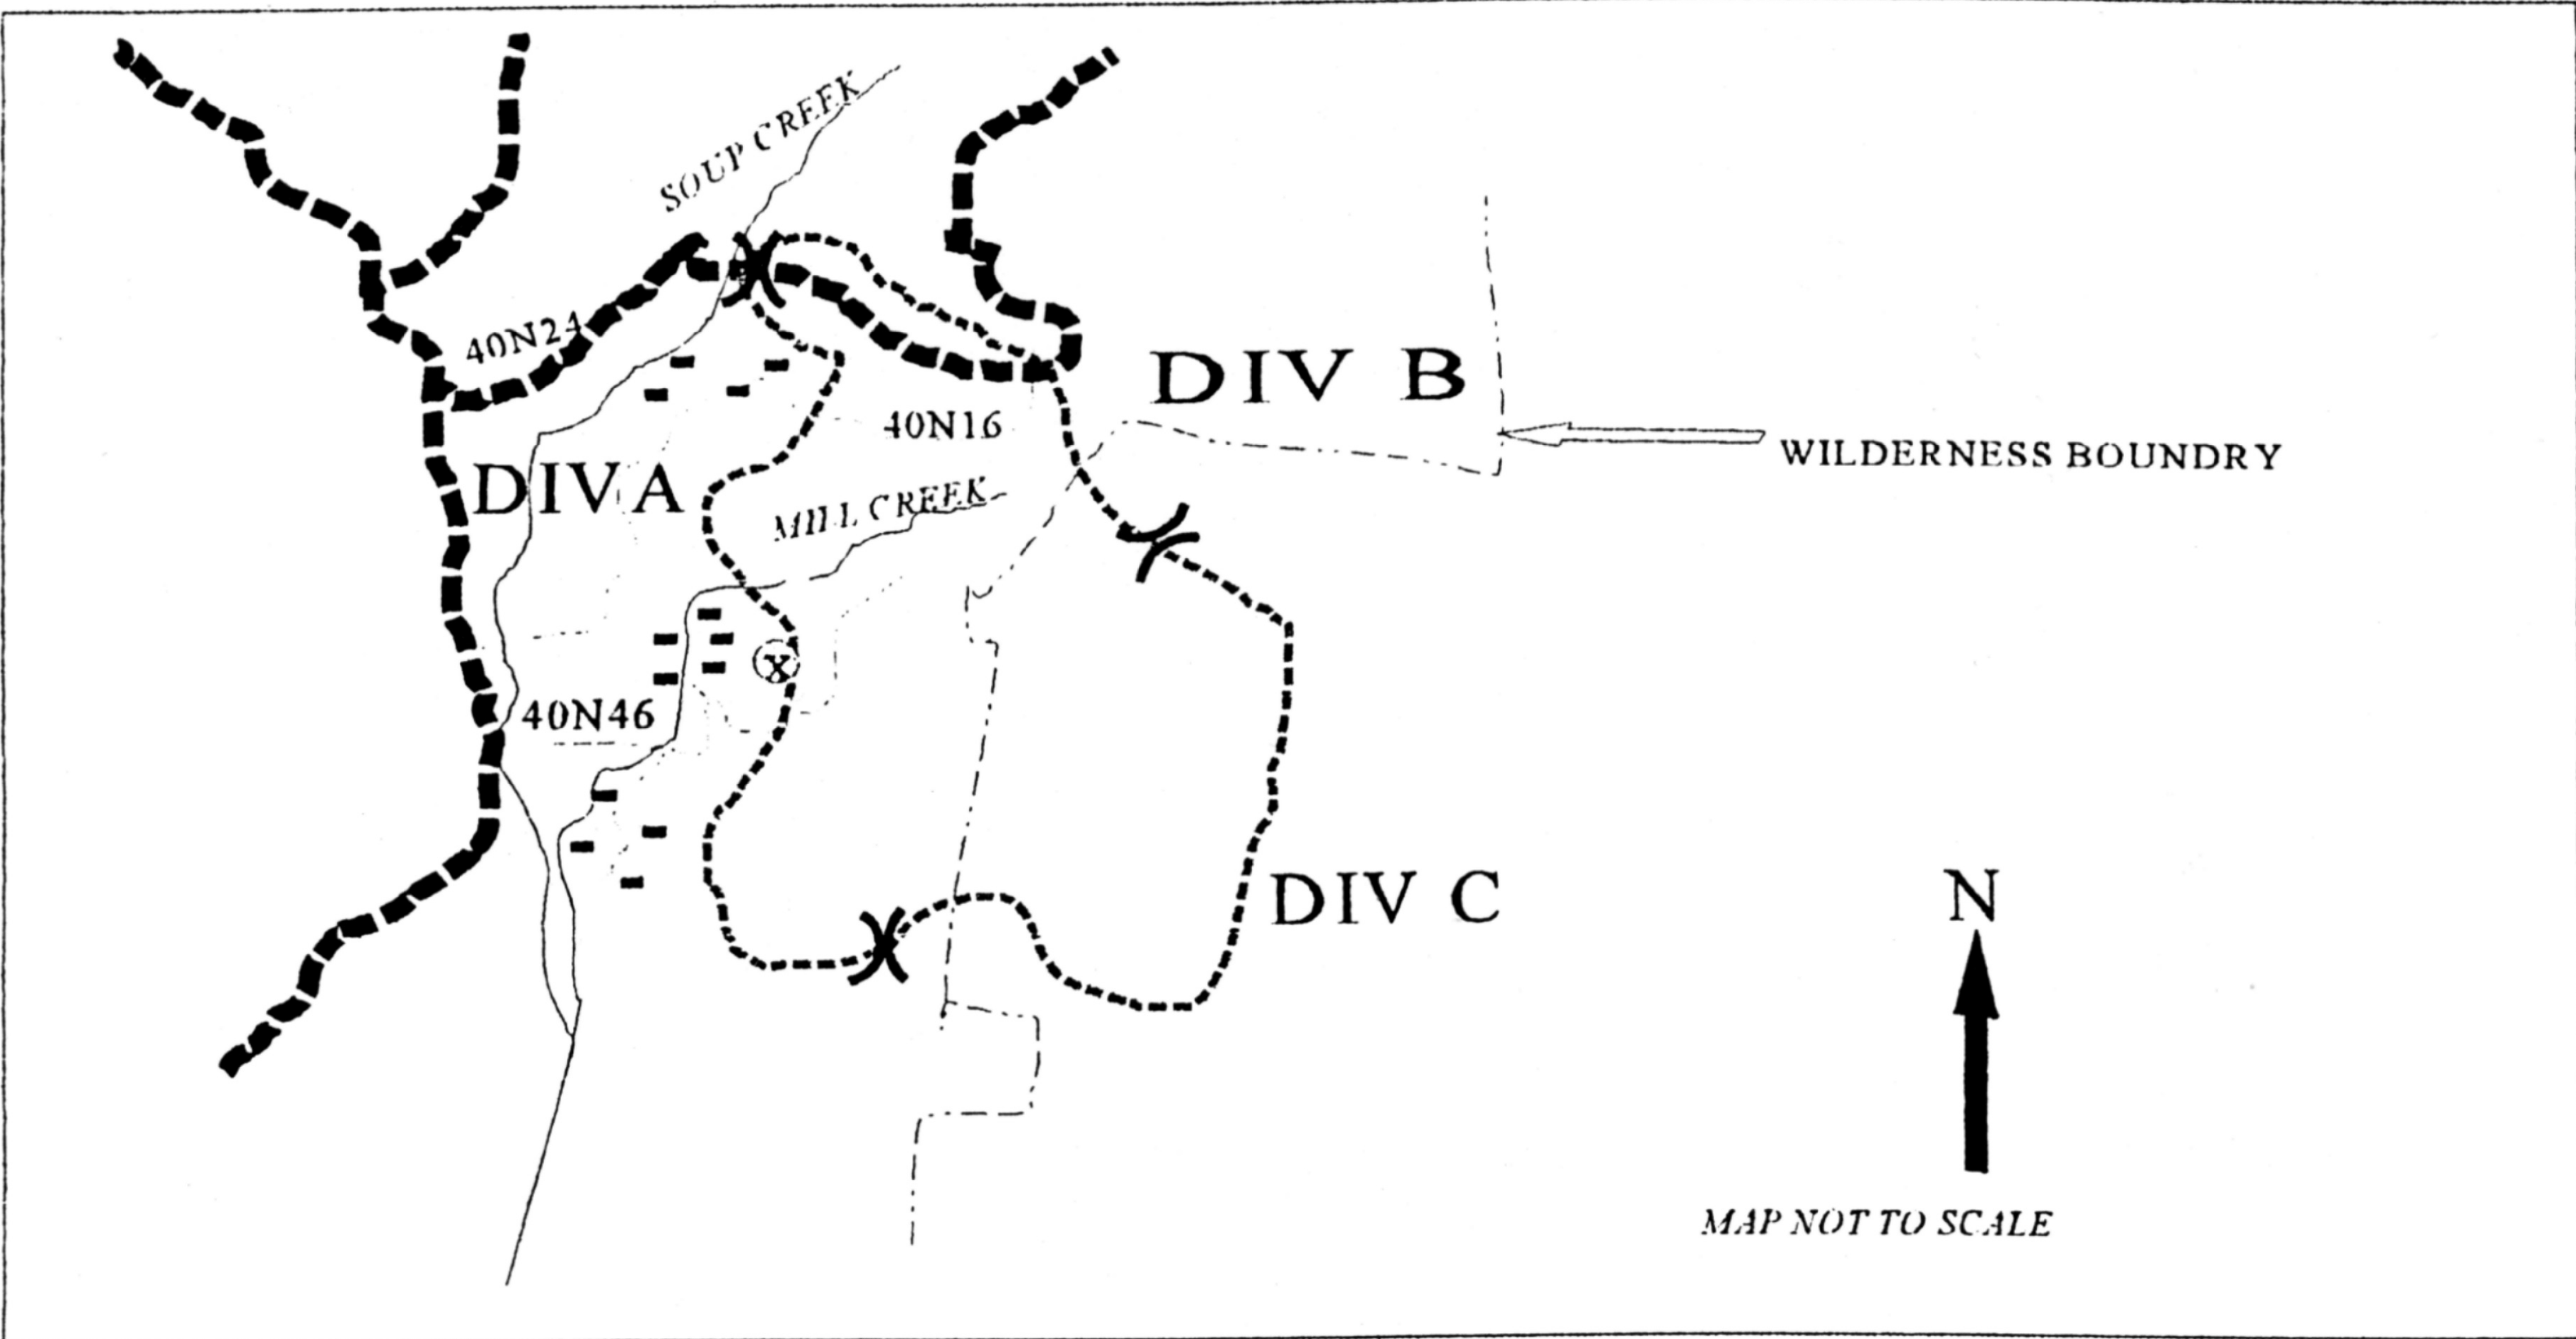 SOUP CREEK
40N24
DIV B
40N16
WILDERNESS BOUNDRY
DIV A
MILL CREEK
X
40N46
DIV C
N
MAP NOT TO SCALE